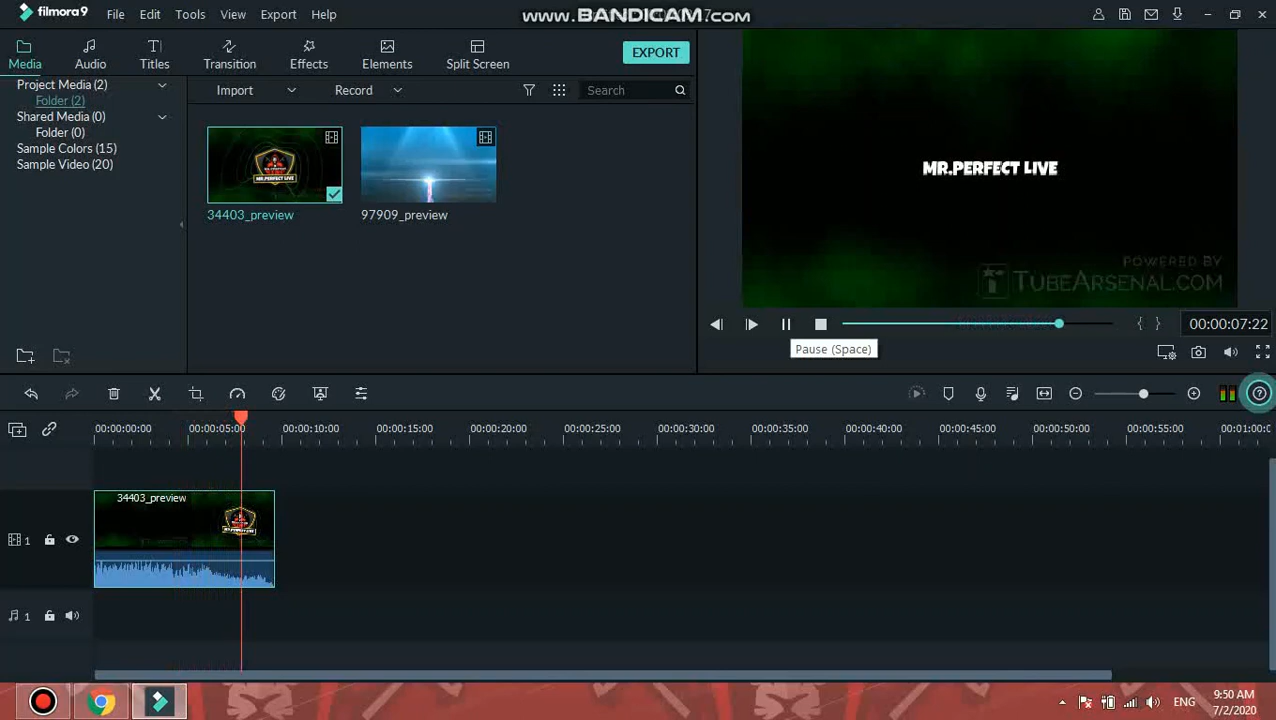 filmora9
File Edit Tools View Export Help
www.BANDICAM.com
Media
Audio
Titles
Transition
Effects
Elements
Split Screen
EXPORT
Project Media (2)
Folder (2)
Shared Media (0)
Folder (0)
Sample Colors (15)
Sample Video (20)
Import
Record
Search
MR.PERFECT LIVE
34403_preview
97909_preview
MR.PERFECT LIVE
POWERED BY
TUBEARSENAL.COM
Pause (Space)
00:00:07:22
00:00:00:00 00:00:05:00 00:00:10:00 00:00:15:00 00:00:20:00 00:00:25:00 00:00:30:00 00:00:35:00 00:00:40:00 00:00:45:00 00:00:50:00 00:00:55:00 00:01:00:0
34403_preview
MR.PERFECT LIVE
1
1
ENG
9:50 AM
7/2/2020